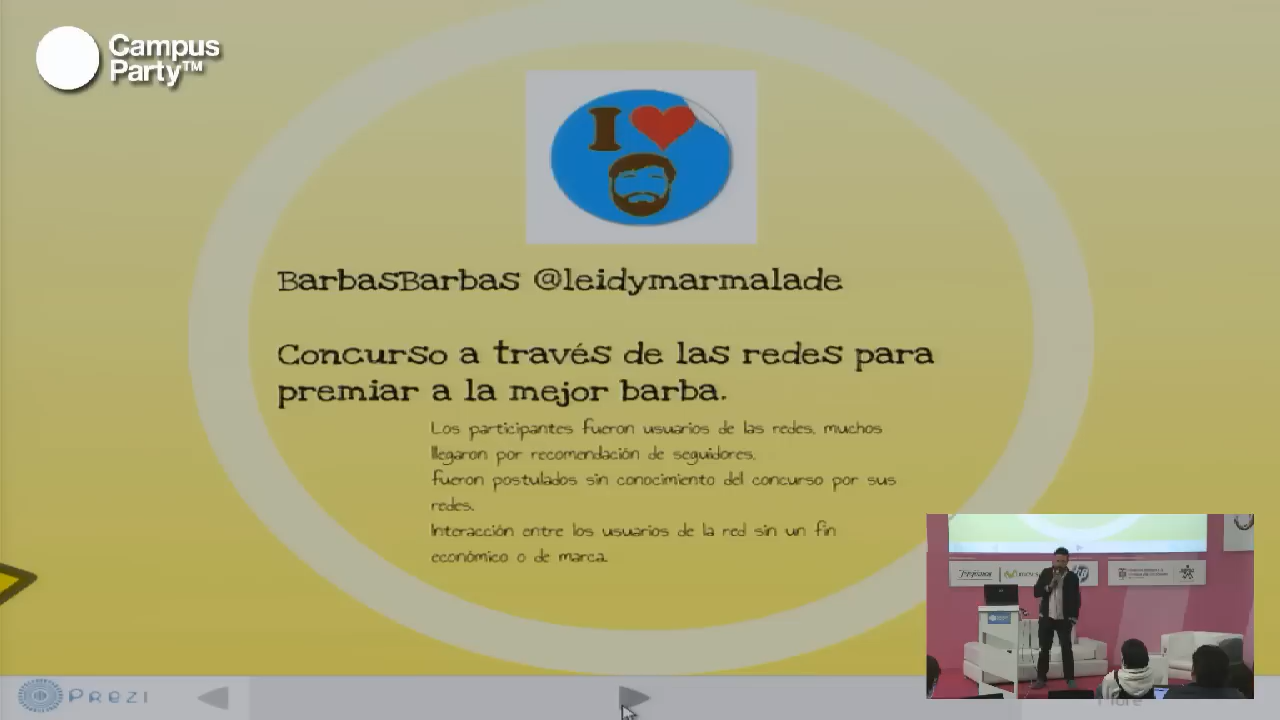 Campus
Party™
I
BarbasBarbas @leidymarmalade
Concurso a través de las redes para
premiar a la mejor barba.
Los participantes fueron usuarios de las redes, muchos
llegaron por recomendación de seguidores,
fueron postulados sin conocimiento del concurso por sus
redes.
Interacción entre los usuarios de la red sin un fin
económico o de marca.
Prezi
More